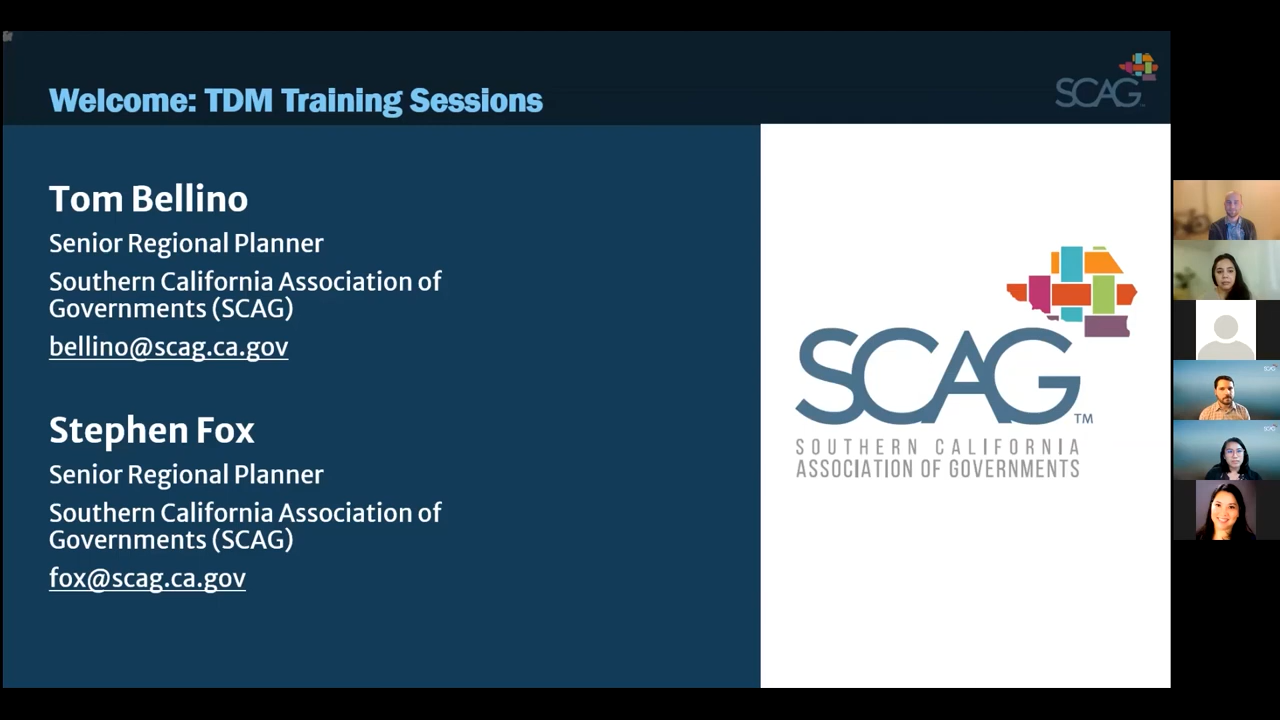 Welcome: TDM Training Sessions
SCAG
Tom Bellino
Senior Regional Planner
Southern California Association of
Governments (SCAG)
bellino@scag.ca.gov
Stephen Fox
Senior Regional Planner
Southern California Association of
Governments (SCAG)
fox@scag.ca.gov
SCAG™
SOUTHERN CALIFORNIA
ASSOCIATION OF GOVERNMENTS
SCAG
SCAG